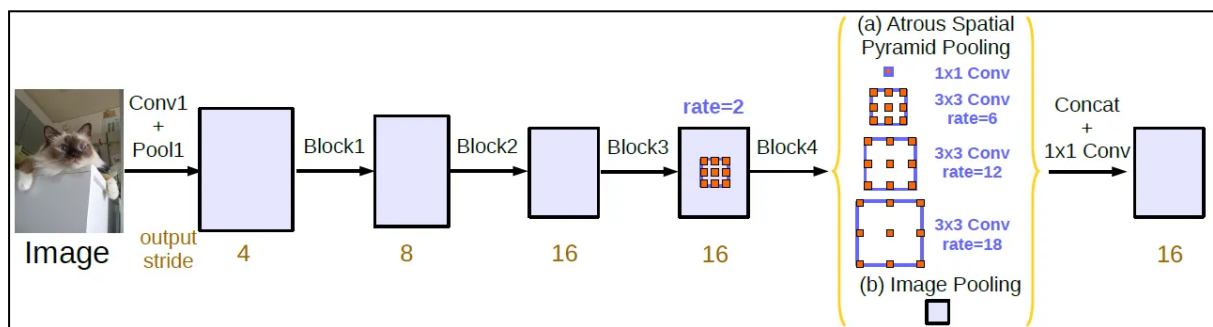 (a) Atrous Spatial
Pyramid Pooling
1x1 Conv
3x3 Conv
rate=6
3x3 Conv
rate=12
3x3 Conv
rate=18
(b) Image Pooling
Conv1
+
Pool1
Block1
Block2
Block3
rate=2
Block4
Concat
+
1x1 Conv
Image
output
stride
4
8
16
16
16